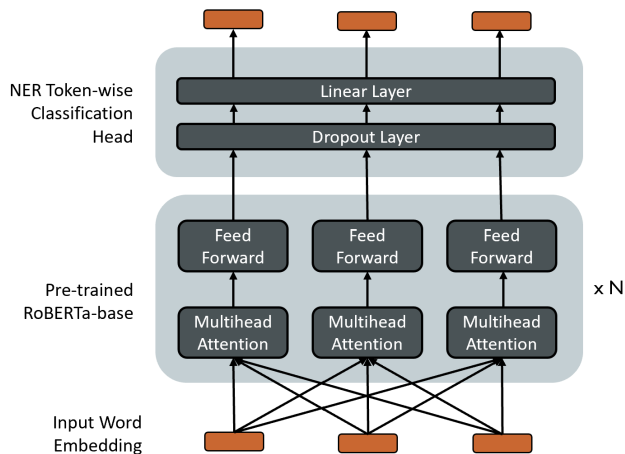 NER Token-wise
Classification
Head
Linear Layer
Dropout Layer
Pre-trained
RoBERTa-base
Feed
Forward
Feed
Forward
Feed
Forward
Multihead
Attention
Multihead
Attention
Multihead
Attention
x N
Input Word
Embedding